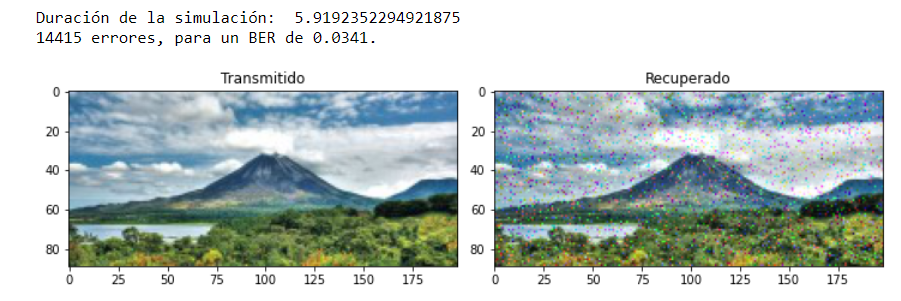 Duración de la simulación:  5.9192352294921875
14415 errores, para un BER de 0.0341.
Transmitido
Recuperado
0
20
40
60
80
0 25 50 75 100 125 150 175
0
20
40
60
80
0 25 50 75 100 125 150 175